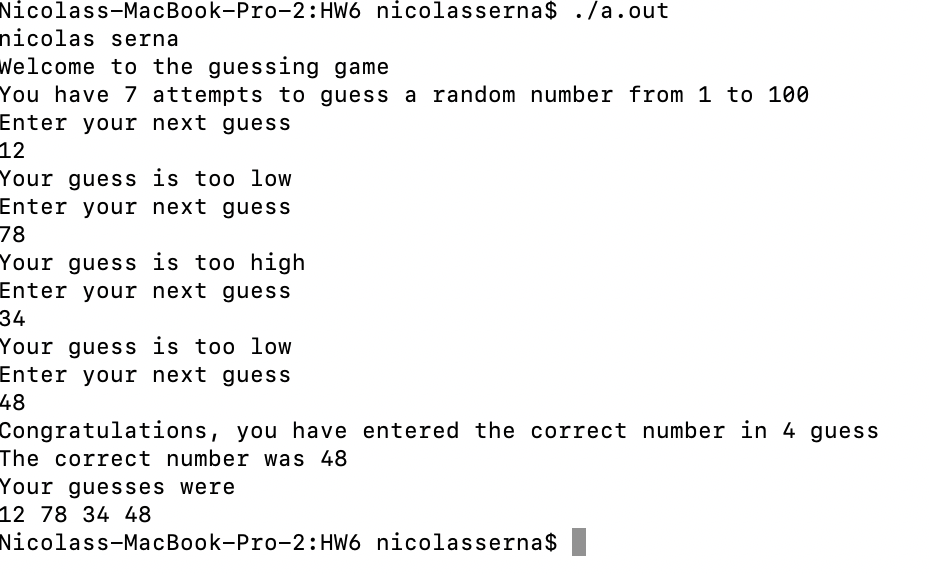 Nicolass-MacBook-Pro-2:HW6 nicolasserna$ ./a.out
nicolas serna
Welcome to the guessing game
You have 7 attempts to guess a random number from 1 to 100
Enter your next guess
12
Your guess is too low
Enter your next guess
78
Your guess is too high
Enter your next guess
34
Your guess is too low
Enter your next guess
48
Congratulations, you have entered the correct number in 4 guess
The correct number was 48
Your guesses were
12 78 34 48
Nicolass-MacBook-Pro-2:HW6 nicolasserna$